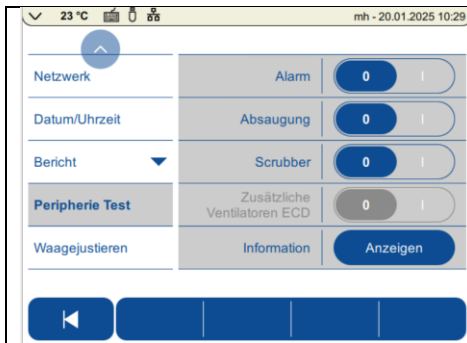 23 °C
mh - 20.01.2025 10:29
Netzwerk
Alarm 0 I
Datum/Uhrzeit
Absaugung 0 I
Bericht
Scrubber 0 I
Peripherie Test
Zusätzliche
Ventilatoren ECD 0 I
Waagejustieren
Information Anzeigen